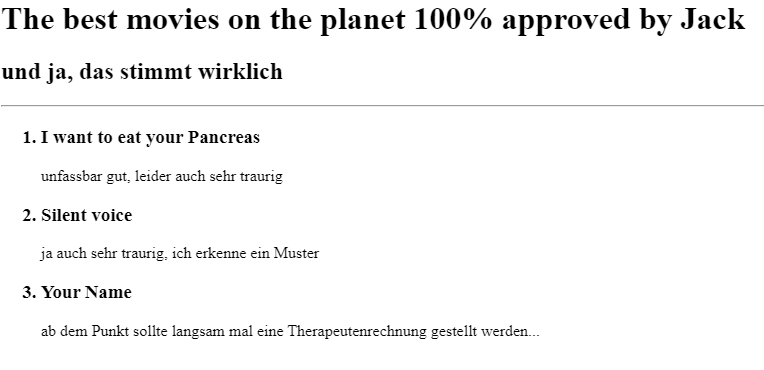 The best movies on the planet 100% approved by Jack
und ja, das stimmt wirklich
1. I want to eat your Pancreas
unfassbar gut, leider auch sehr traurig
2. Silent voice
ja auch sehr traurig, ich erkenne ein Muster
3. Your Name
ab dem Punkt sollte langsam mal eine Therapeutenrechnung gestellt werden...